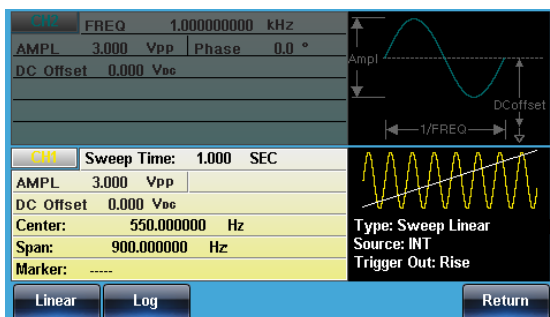 CH2 FREQ 1.000000000 kHz
AMPL 3.000 Vpp Phase 0.0 °
DC Offset 0.000 VDC
Ampl
DCoffset
1/FREQ
CH1 Sweep Time: 1.000 SEC
AMPL 3.000 Vpp
DC Offset 0.000 VDC
Center: 550.000000 Hz
Span: 900.000000 Hz
Marker: -----
Type: Sweep Linear
Source: INT
Trigger Out: Rise
Linear Log Return